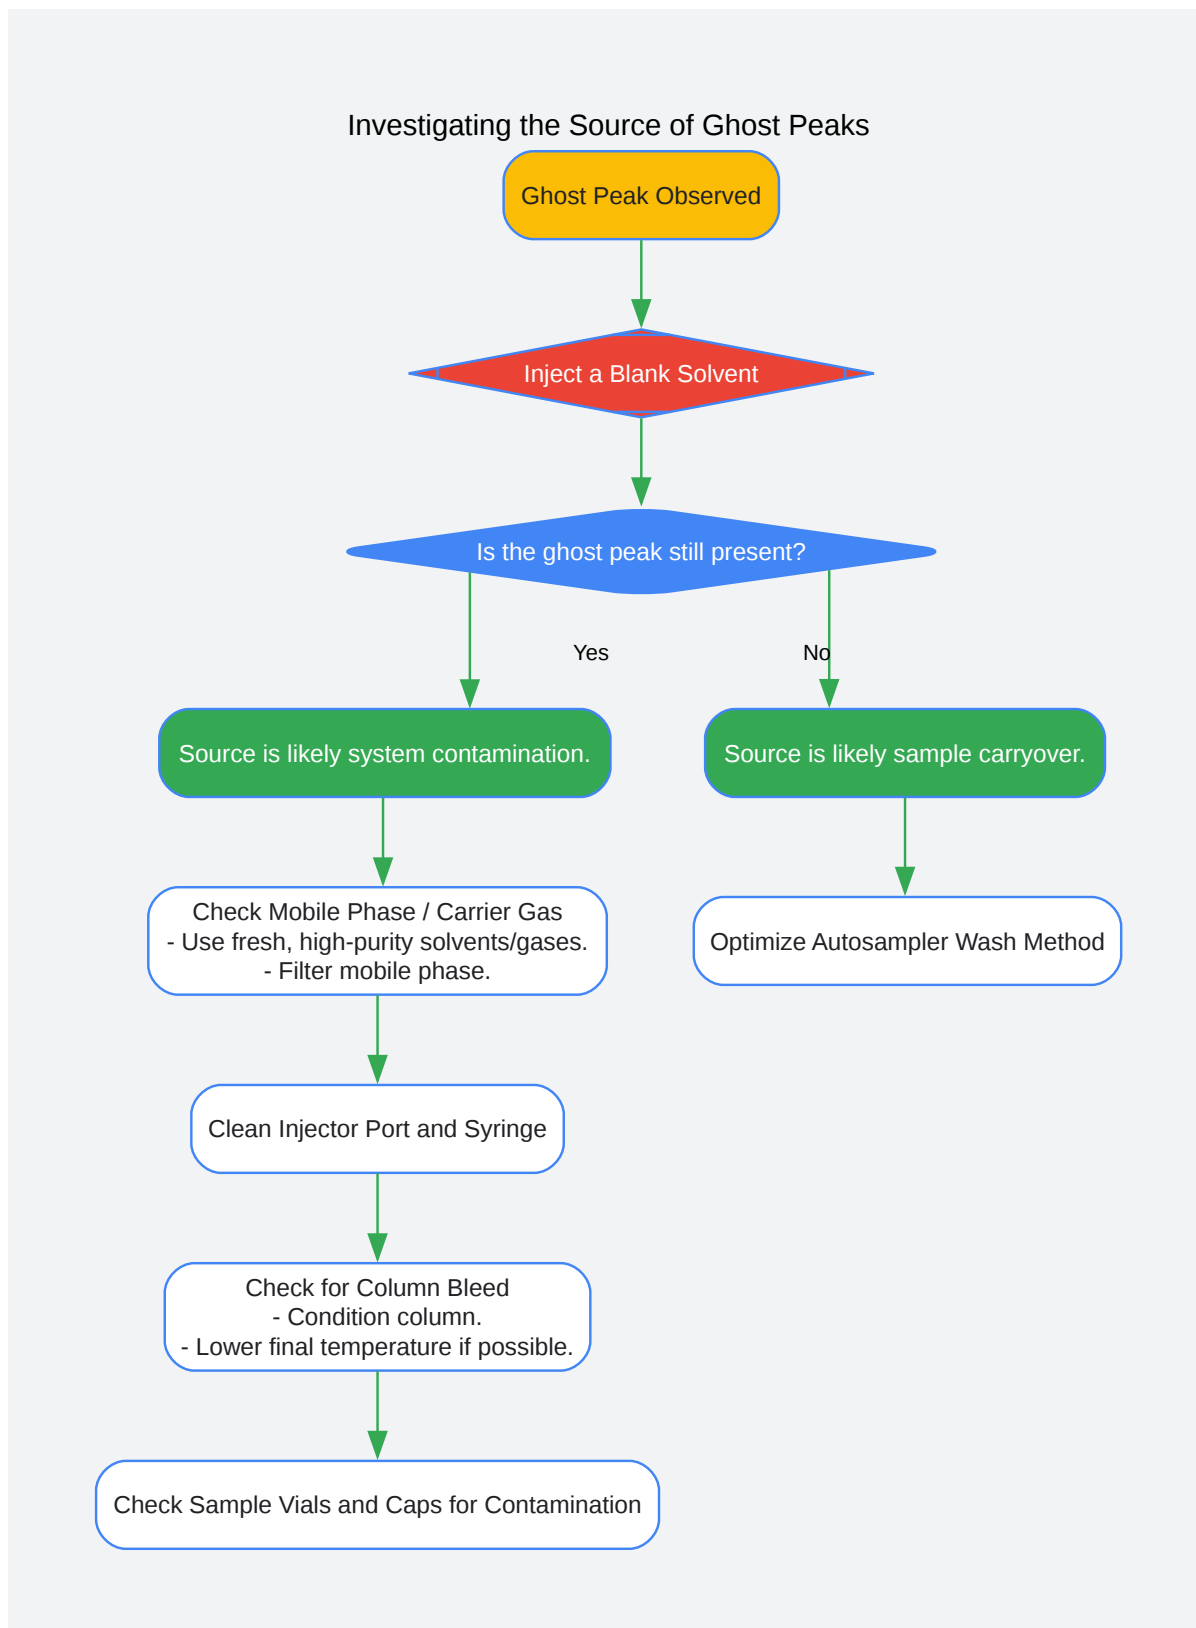 Investigating the Source of Ghost Peaks
Ghost Peak Observed
Inject a Blank Solvent
Is the ghost peak still present?
Yes
No
Source is likely system contamination.
Source is likely sample carryover.
Check Mobile Phase / Carrier Gas
- Use fresh, high-purity solvents/gases.
- Filter mobile phase.
Optimize Autosampler Wash Method
Clean Injector Port and Syringe
Check for Column Bleed
- Condition column.
- Lower final temperature if possible.
Check Sample Vials and Caps for Contamination